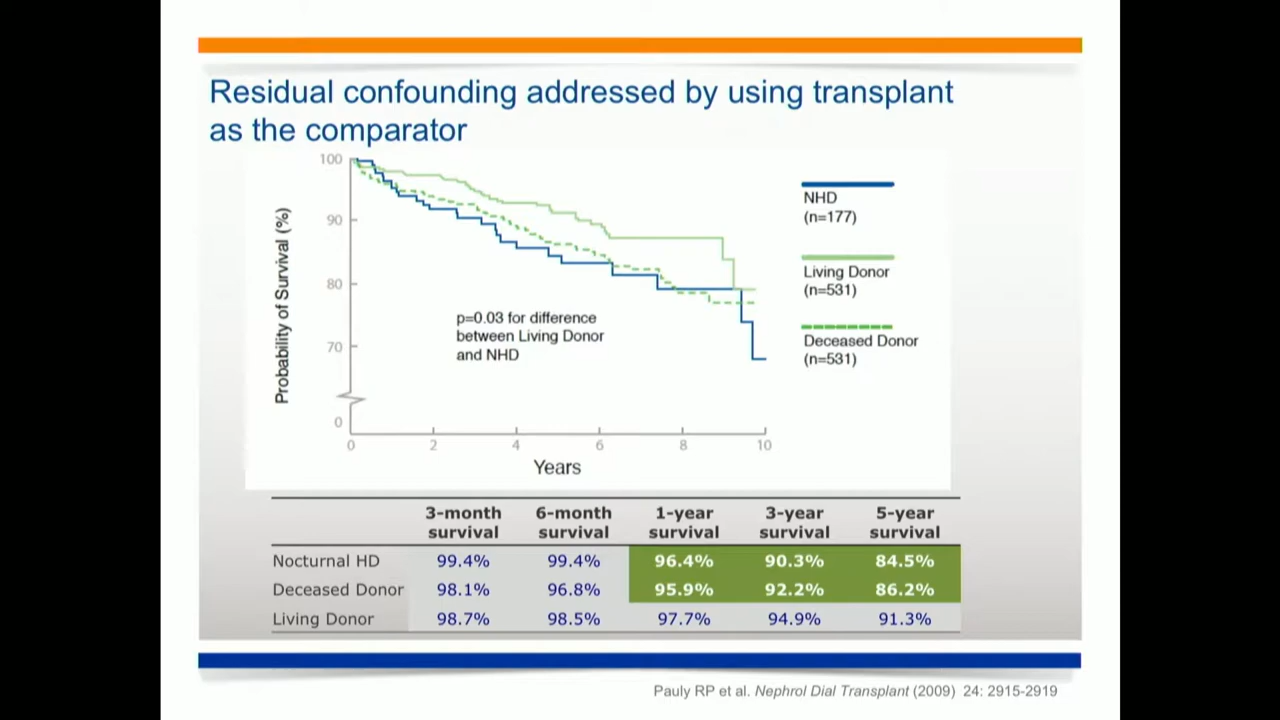 Residual confounding addressed by using transplant
as the comparator
Probability of Survival (%)
100
90
80
70
0
0 2 4 6 8 10
Years
p=0.03 for difference
between Living Donor
and NHD
NHD
(n=177)
Living Donor
(n=531)
Deceased Donor
(n=531)
3-month survival 6-month survival 1-year survival 3-year survival 5-year survival
Nocturnal HD 99.4% 99.4% 96.4% 90.3% 84.5%
Deceased Donor 98.1% 96.8% 95.9% 92.2% 86.2%
Living Donor 98.7% 98.5% 97.7% 94.9% 91.3%
Pauly RP et al. Nephrol Dial Transplant (2009) 24: 2915-2919